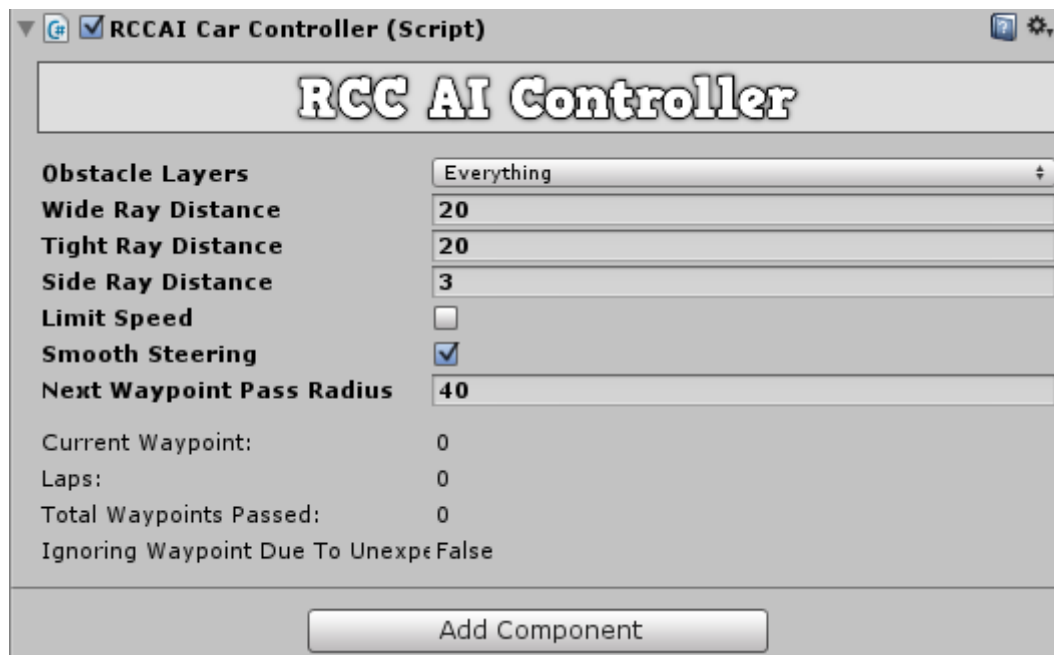 RCCAI Car Controller (Script)
RCC AI Controller
Obstacle Layers Everything
Wide Ray Distance 20
Tight Ray Distance 20
Side Ray Distance 3
Limit Speed
Smooth Steering
Next Waypoint Pass Radius 40
Current Waypoint: 0
Laps: 0
Total Waypoints Passed: 0
Ignoring Waypoint Due To Unexpe False
Add Component